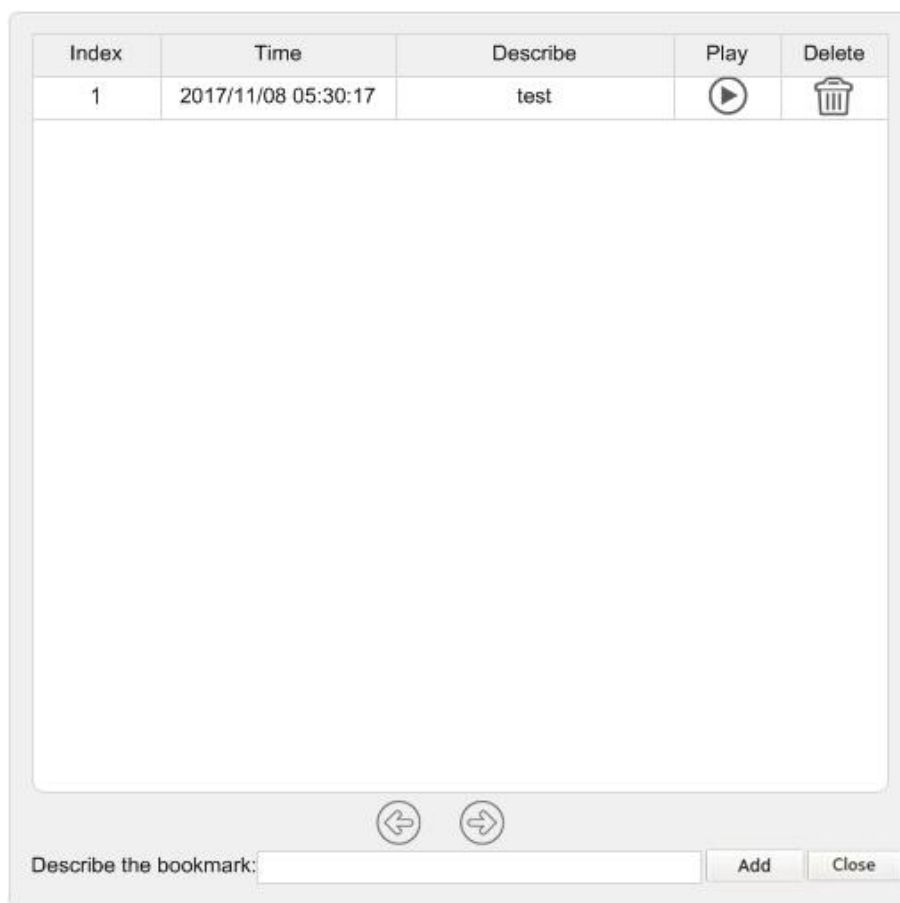 Index Time Describe Play Delete
1 2017/11/08 05:30:17 test
Describe the bookmark: Add Close